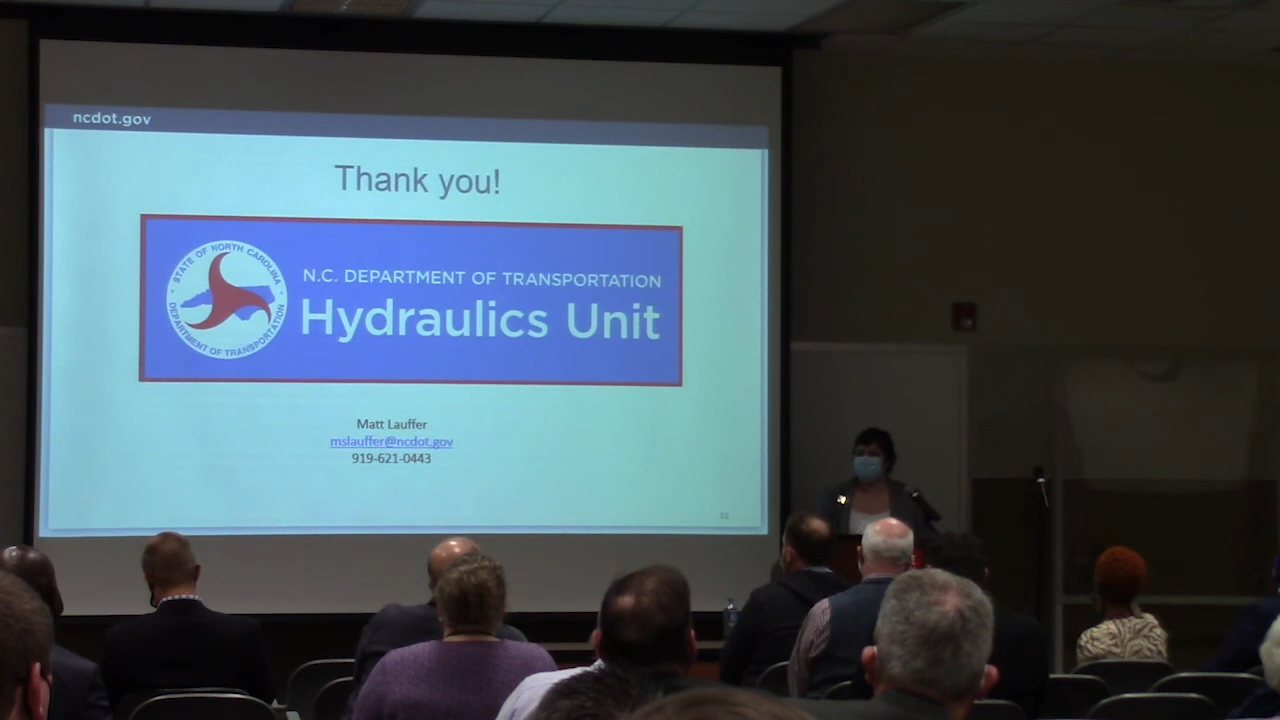 ncdot.gov
Thank you!
STATE OF NORTH CAROLINA
DEPARTMENT OF TRANSPORTATION
N.C. DEPARTMENT OF TRANSPORTATION
Hydraulics Unit
Matt Lauffer
mslauffer@ncdot.gov
919-621-0443
32